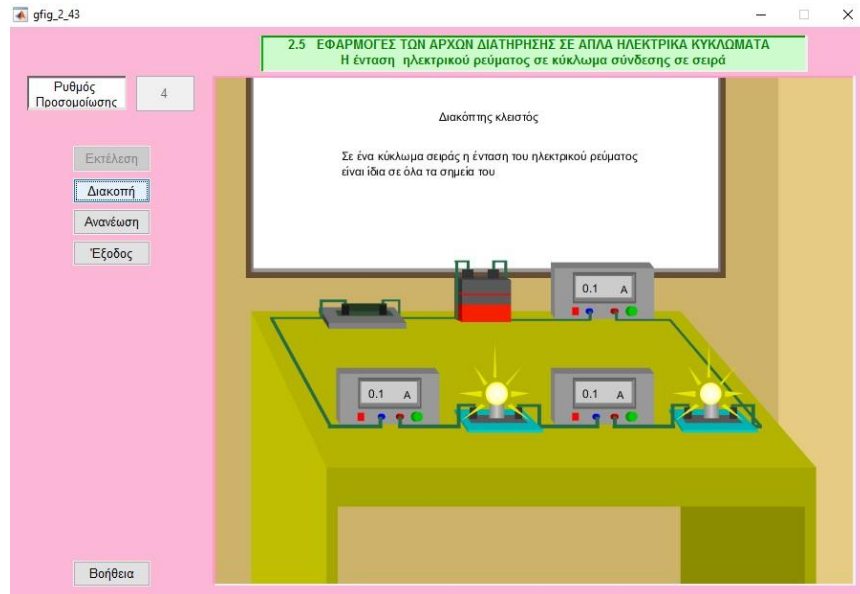 gfig_2_43
2.5 ΕΦΑΡΜΟΓΕΣ ΤΩΝ ΑΡΧΩΝ ΔΙΑΤΗΡΗΣΗΣ ΣΕ ΑΠΛΑ ΗΛΕΚΤΡΙΚΑ ΚΥΚΛΩΜΑΤΑ
Η ένταση ηλεκτρικού ρεύματος σε κύκλωμα σύνδεσης σε σειρά
Ρυθμός
Προσομοίωσης
4
Εκτέλεση
Διακοπή
Ανανέωση
Έξοδος
Διακόπτης κλειστός
Σε ένα κύκλωμα σειράς η ένταση του ηλεκτρικού ρεύματος
είναι ίδια σε όλα τα σημεία του
0.1 A
0.1 A
0.1 A
Βοήθεια